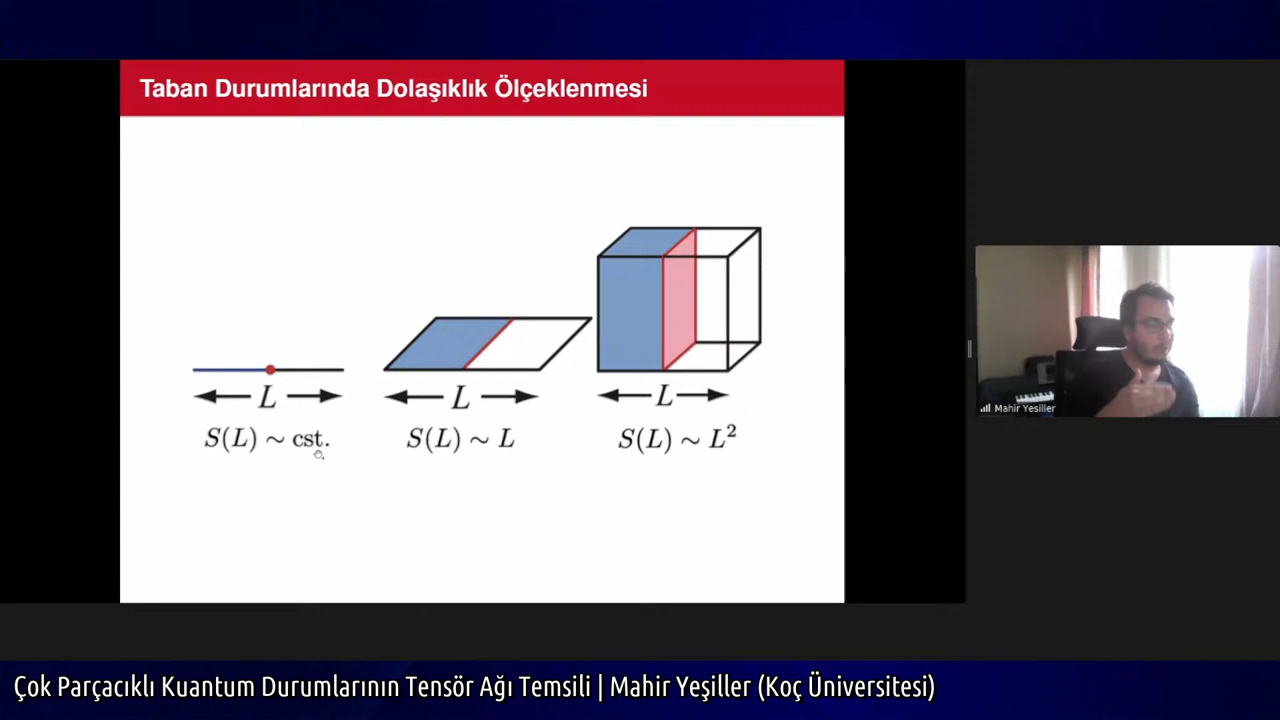 Taban Durumlarında Dolaşıklık Ölçeklenmesi
L
L
L
S(L) ~ cst.
S(L) ~ L
S(L) ~ L²
Mahir Yesiller
Çok Parçacıklı Kuantum Durumlarının Tensör Ağı Temsili | Mahir Yeşiller (Koç Üniversitesi)